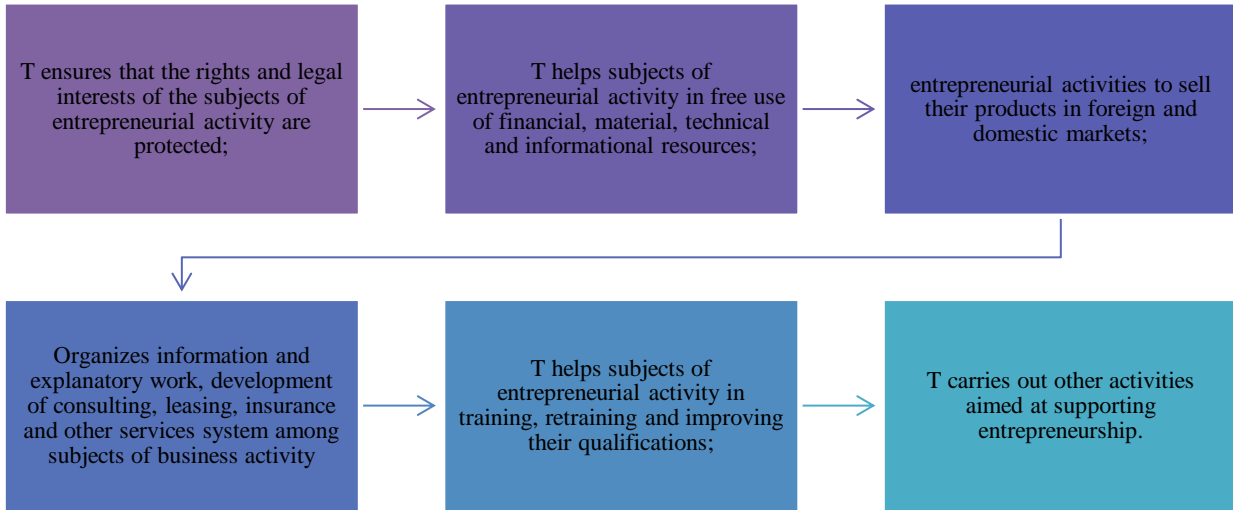 T ensures that the rights and legal
interests of the subjects of
entrepreneurial activity are
protected;
T helps subjects of
entrepreneurial activity in free use
of financial, material, technical
and informational resources;
entrepreneurial activities to sell
their products in foreign and
domestic markets;
Organizes information and
explanatory work, development
of consulting, leasing, insurance
and other services system among
subjects of business activity
T helps subjects of
entrepreneurial activity in
training, retraining and improving
their qualifications;
T carries out other activities
aimed at supporting
entrepreneurship.